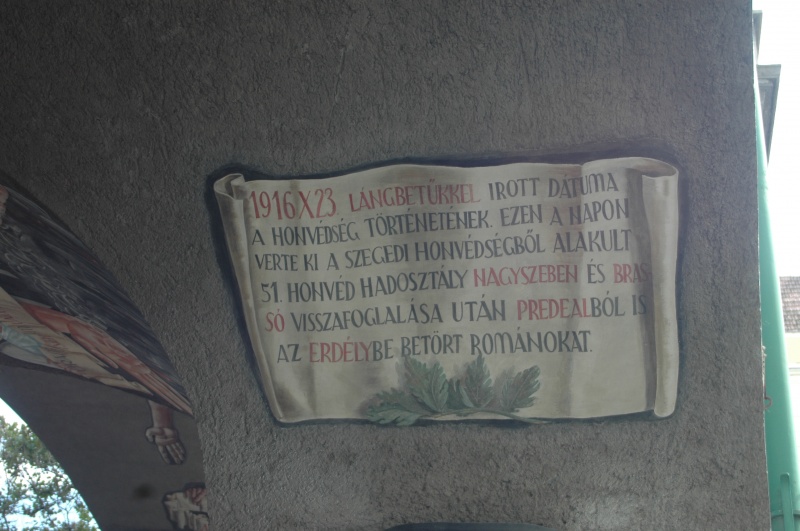 1916 X 23. LÁNGBETŰKKEL IROTT DÁTUMA
A HONVÉDSÉG TÖRTÉNETÉNEK. EZEN A NAPON
VERTE KI A SZEGEDI HONVÉDSÉGBŐL ALAKULT
51. HONVÉD HADOSZTÁLY NAGYSZEBEN ÉS BRAS
SÓ VISSZAFOGLALÁSA UTÁN PREDEALBÓL IS
AZ ERDÉLYBE BETÖRT ROMÁNOKAT.